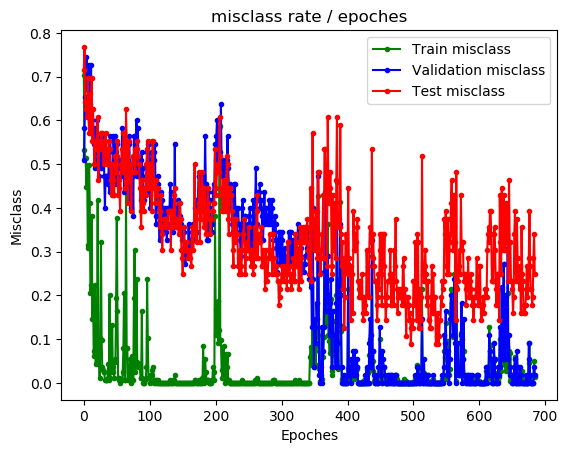 misclass rate / epoches
Train misclass
Validation misclass
Test misclass
Misclass
0.8
0.7
0.6
0.5
0.4
0.3
0.2
0.1
0.0
0 100 200 300 400 500 600 700
Epoches